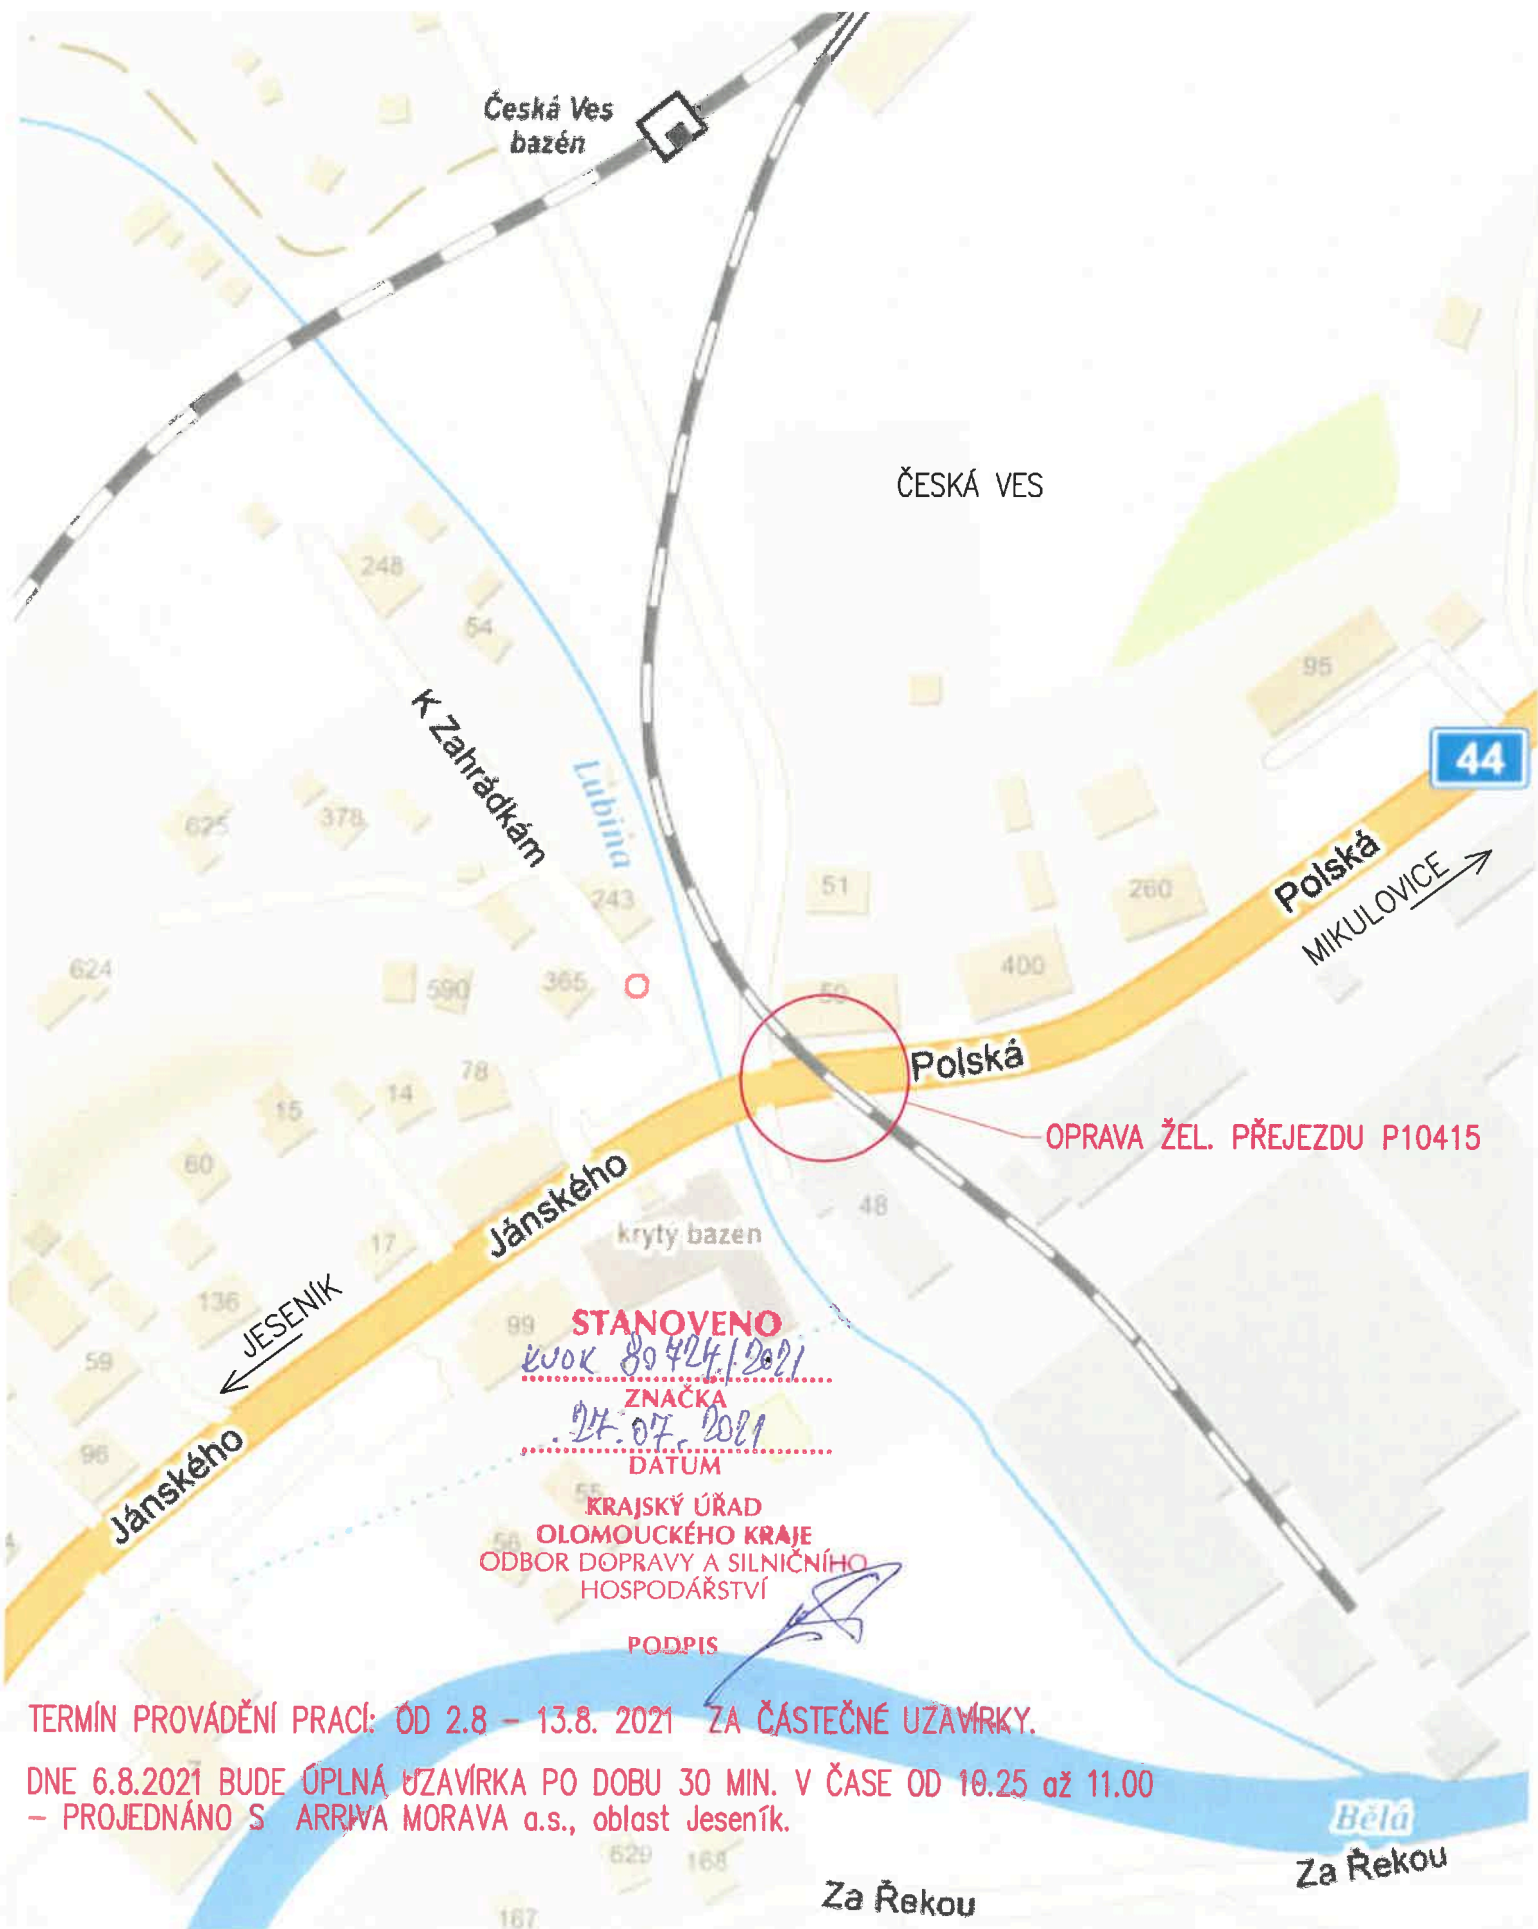 Česká Ves
bazén
ČESKÁ VES
248
54
95
K Zahrádkám
44
Lubina
625
378
Polská
243
51
260
MIKULOVICE
624
590
365
400
50
Polská
78
14
15
OPRAVA ŽEL. PŘEJEZDU P10415
60
Jánského
48
krytý bazén
17
136
JESENÍK
99
STANOVENO
KUOK 80724/2021
59
ZNAČKA
27.07.2021
DATUM
96
Jánského
55
KRAJSKÝ ÚŘAD
56
OLOMOUCKÉHO KRAJE
ODBOR DOPRAVY A SILNIČNÍHO
HOSPODÁŘSTVÍ
PODPIS
TERMÍN PROVÁDĚNÍ PRACÍ: OD 2.8 – 13.8. 2021 ZA ČÁSTEČNÉ UZAVÍRKY.
7
DNE 6.8.2021 BUDE ÚPLNÁ UZAVÍRKA PO DOBU 30 MIN. V ČASE OD 10.25 až 11.00
– PROJEDNÁNO S ARRIVA MORAVA a.s., oblast Jeseník.
Bělá
629
168
Za Řekou
Za Řekou
167